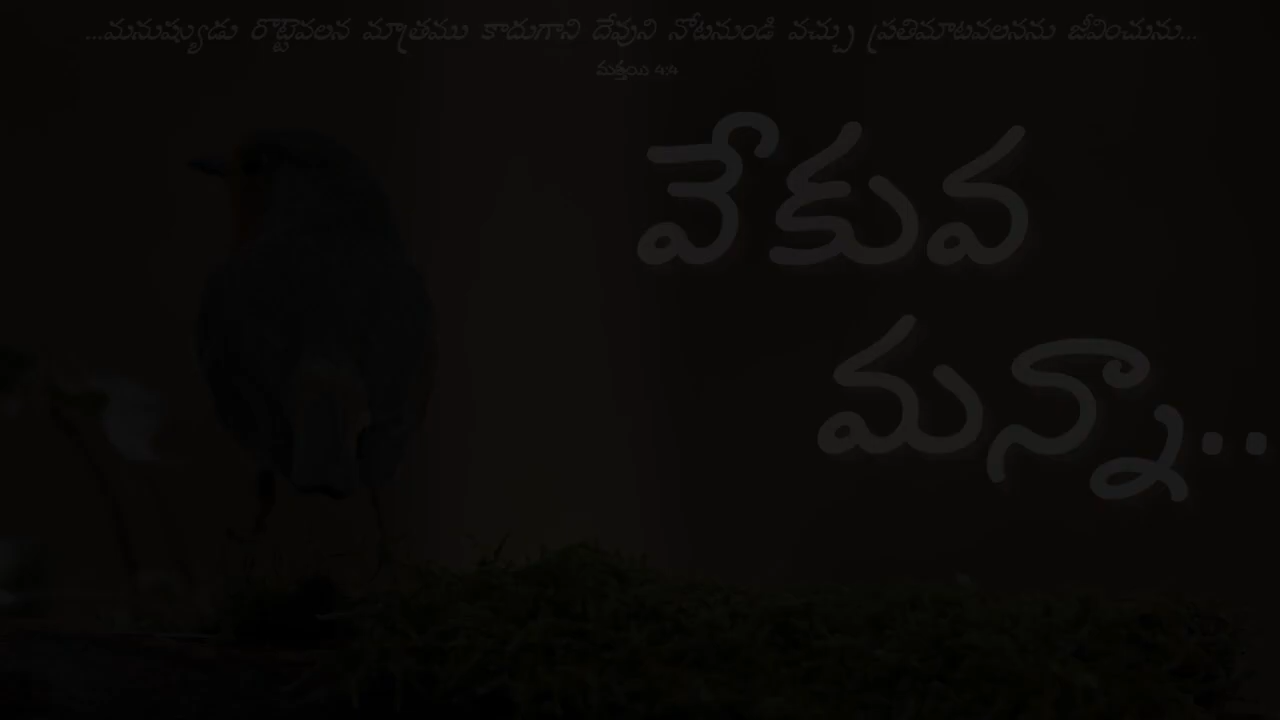 ...మనుష్యుడు రొట్టెవలన మాత్రము కాదుగాని దేవుని నోటనుండి వచ్చు ప్రతిమాటవలనను జీవించును...
మత్తయి 4:4
వేకువ
మన్నా..